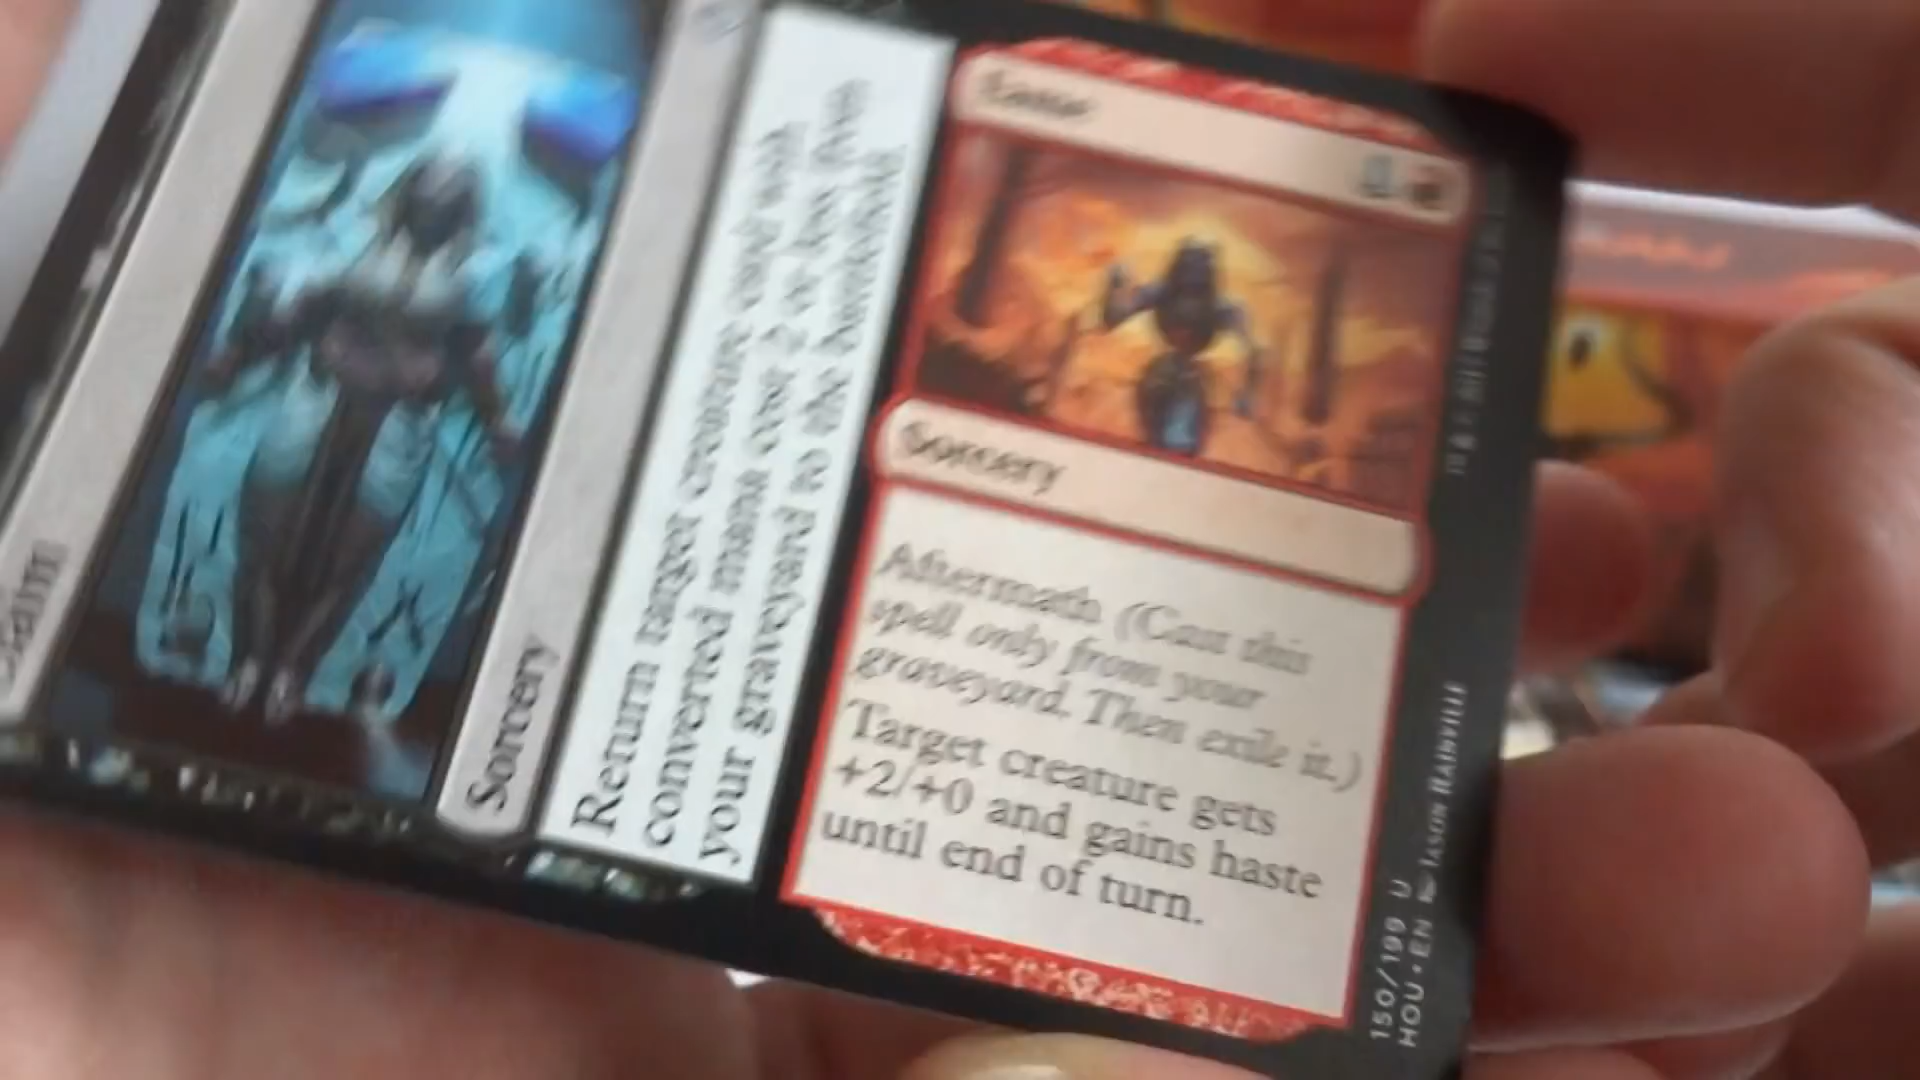 Sorcery
Return target creature card with
converted mana cost 2 or less from
your graveyard to the battlefield.
Sorcery
Aftermath (Cast this
spell only from your
graveyard. Then exile it.)
Target creature gets
+2/+0 and gains haste
until end of turn.
150/199 U
HOU • EN JASON RAINVILLE